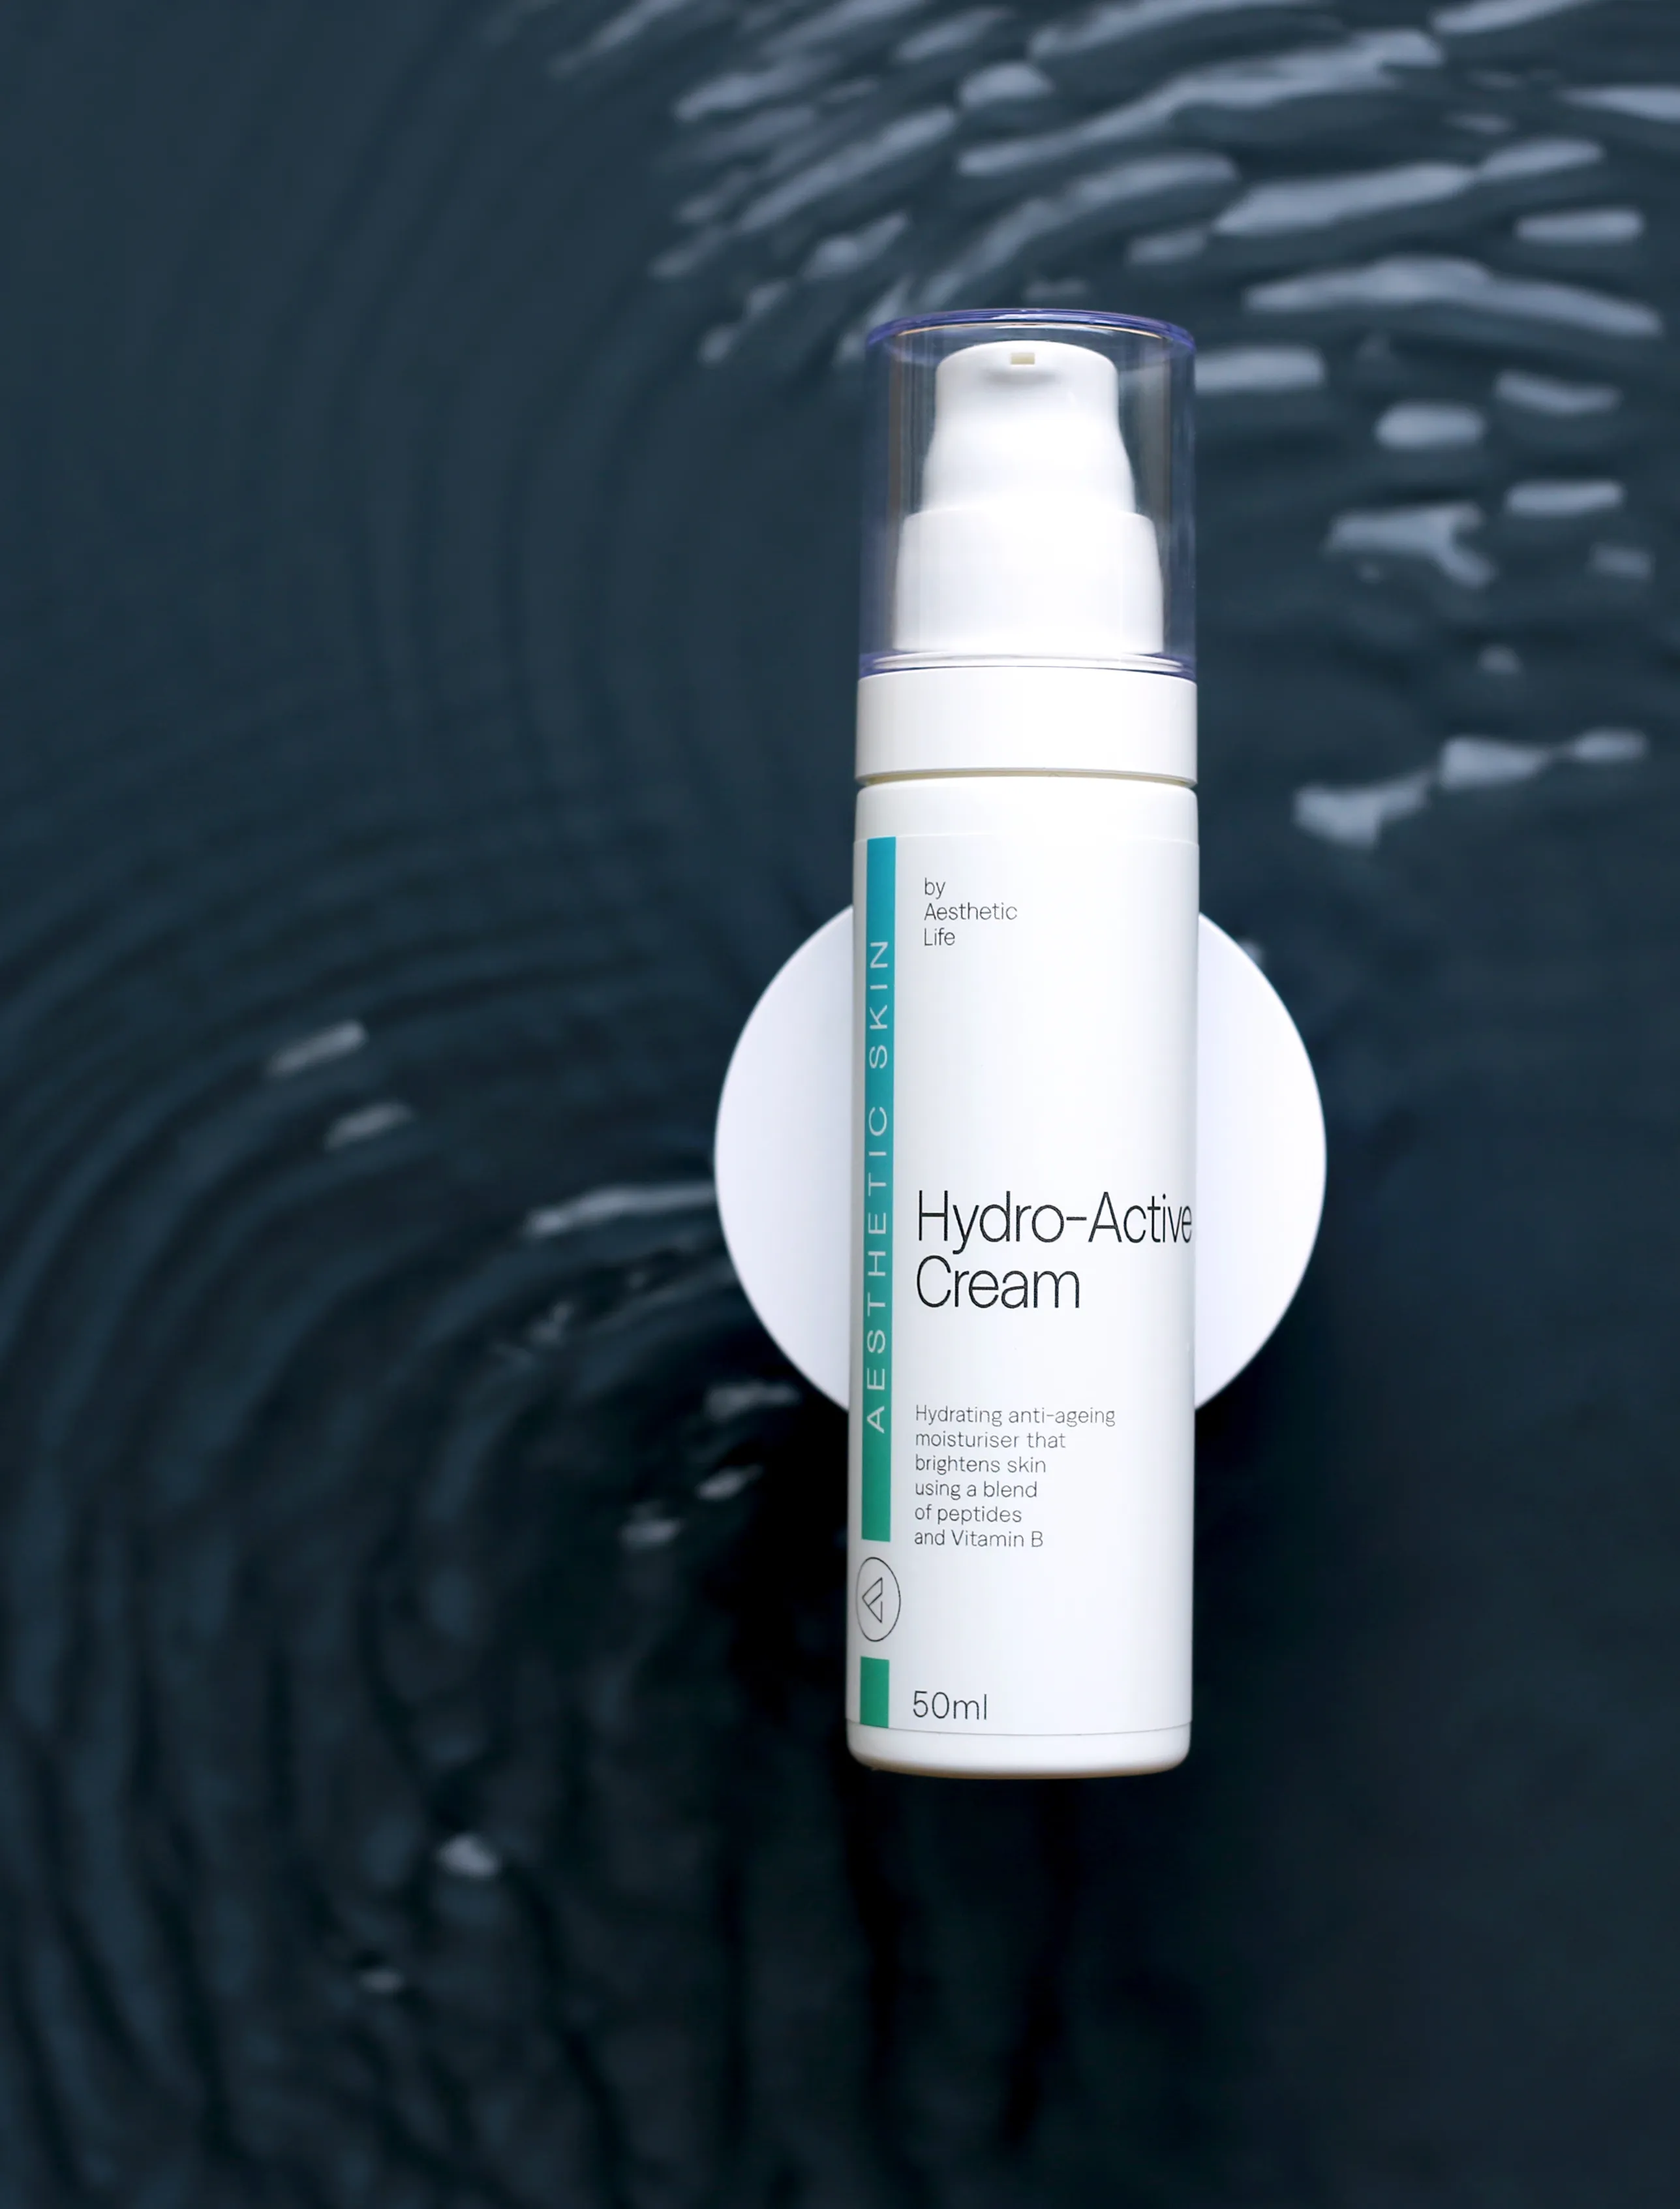 by
Aesthetic
Life
AESTHETIC SKIN
Hydro-Active
Cream
Hydrating anti-ageing
moisturiser that
brightens skin
using a blend
of peptides
and Vitamin B
50ml